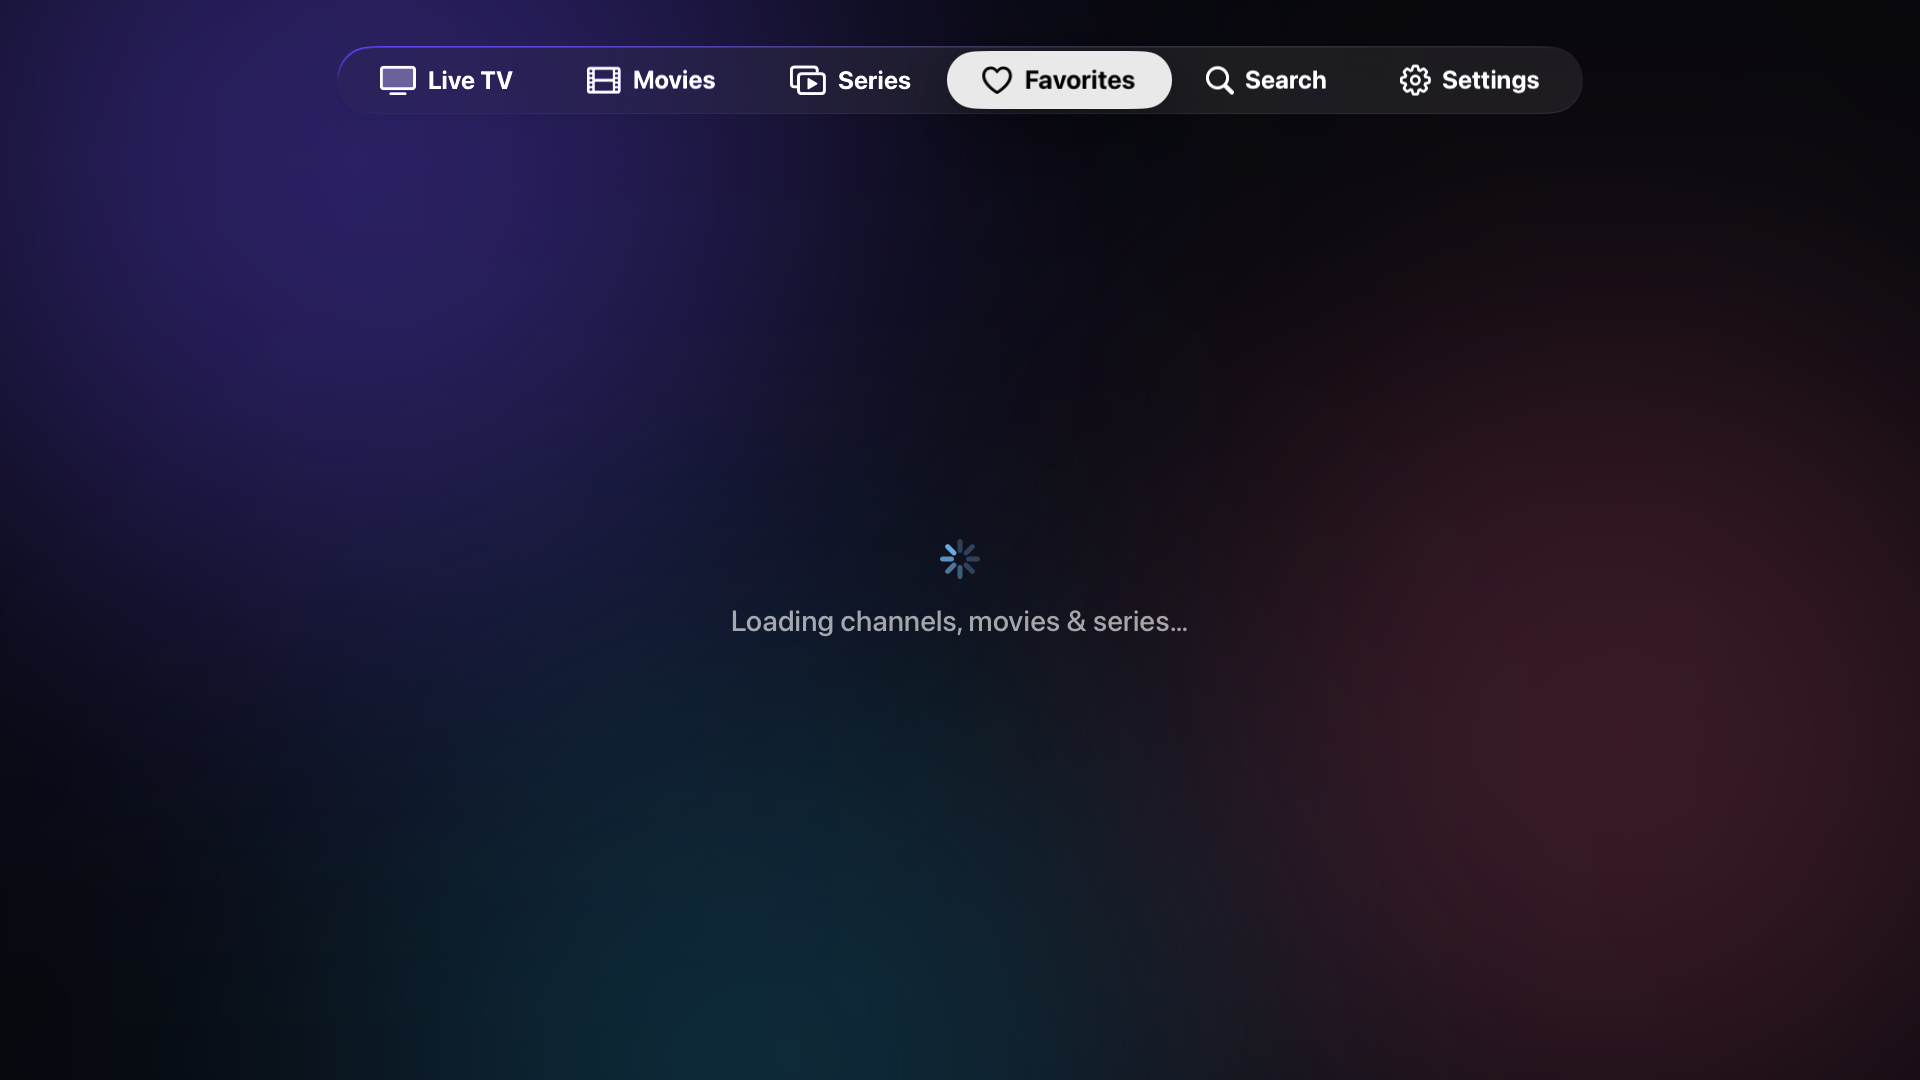 Live TV
Movies
Series
Favorites
Search
Settings
Loading channels, movies & series...